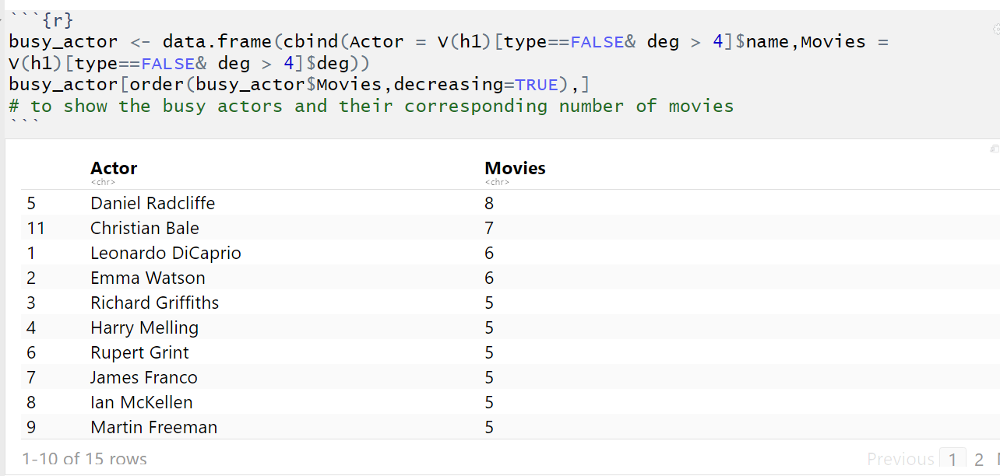 ```{r}
busy_actor <- data.frame(cbind(Actor = V(h1)[type==FALSE& deg > 4]$name,Movies =
V(h1)[type==FALSE& deg > 4]$deg))
busy_actor[order(busy_actor$Movies,decreasing=TRUE),]
# to show the busy actors and their corresponding number of movies
```
Actor Movies
<chr> <chr>
5 Daniel Radcliffe 8
11 Christian Bale 7
1 Leonardo DiCaprio 6
2 Emma Watson 6
3 Richard Griffiths 5
4 Harry Melling 5
6 Rupert Grint 5
7 James Franco 5
8 Ian McKellen 5
9 Martin Freeman 5
1-10 of 15 rows Previous 1 2